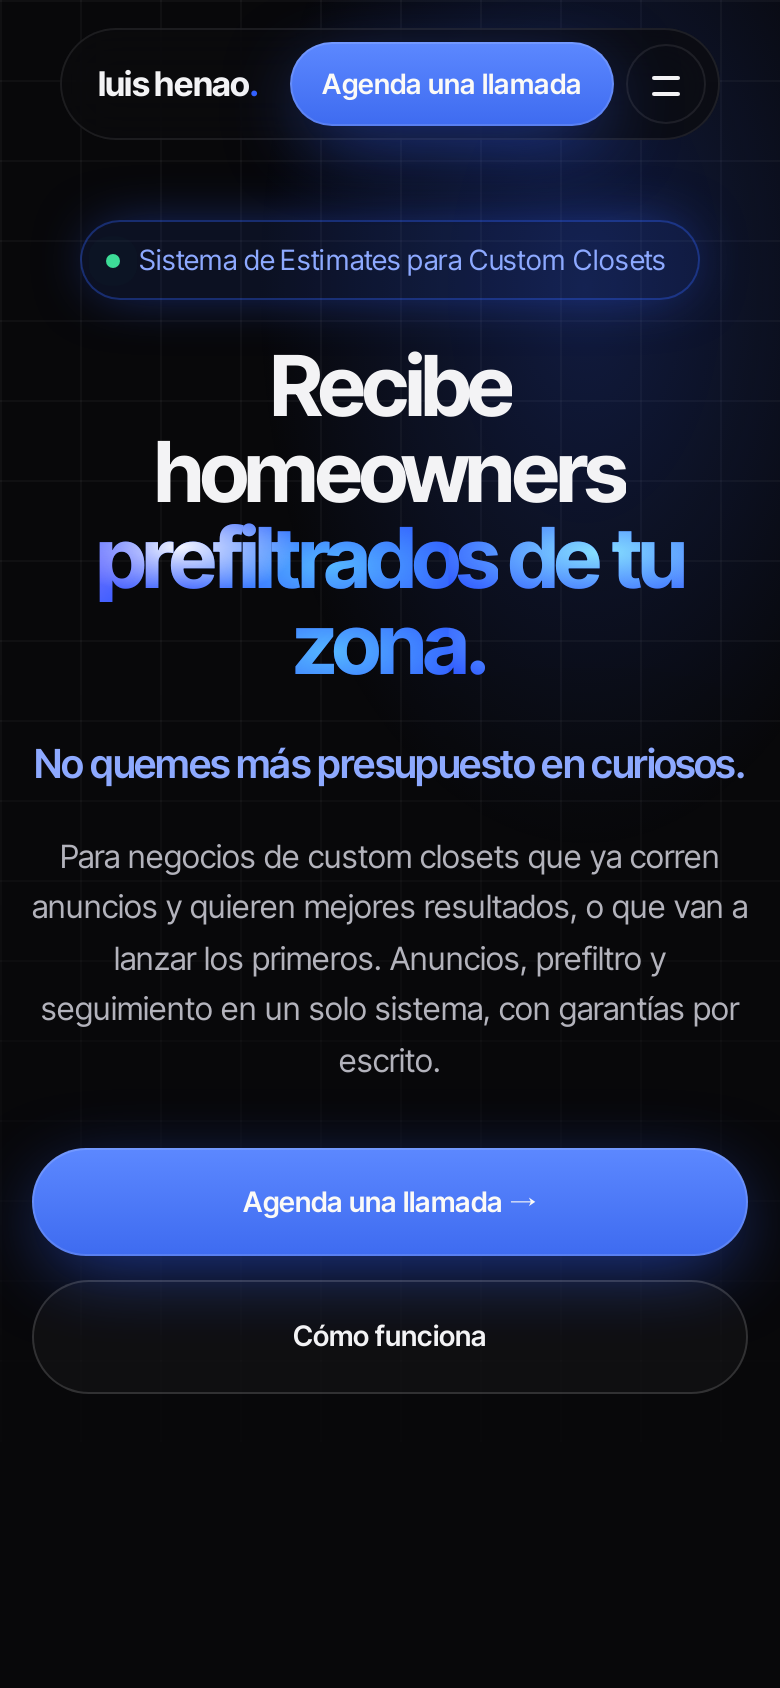 luis henao.
Agenda una llamada
Sistema de Estimates para Custom Closets
Recibe
homeowners
prefiltrados de tu
zona.
No quemes más presupuesto en curiosos.
Para negocios de custom closets que ya corren
anuncios y quieren mejores resultados, o que van a
lanzar los primeros. Anuncios, prefiltro y
seguimiento en un solo sistema, con garantías por
escrito.
Agenda una llamada →
Cómo funciona